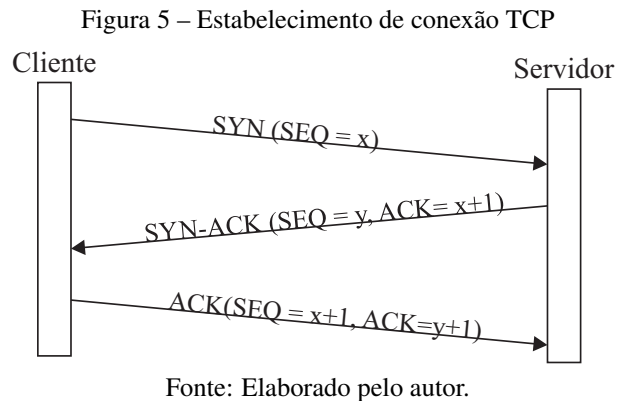 Figura 5 – Estabelecimento de conexão TCP
Cliente
Servidor
SYN (SEQ = x)
SYN-ACK (SEQ = y, ACK= x+1)
ACK(SEQ = x+1, ACK=y+1)
Fonte: Elaborado pelo autor.